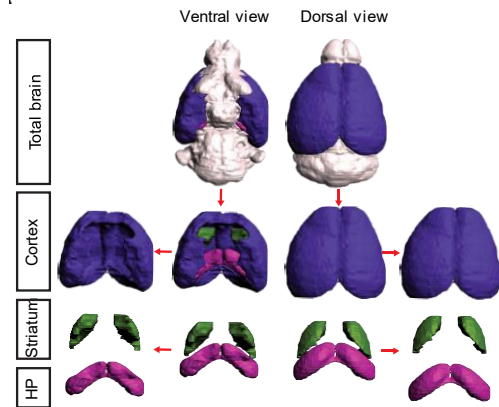 Ventral view Dorsal view
Total brain
Cortex
Striatum
HP